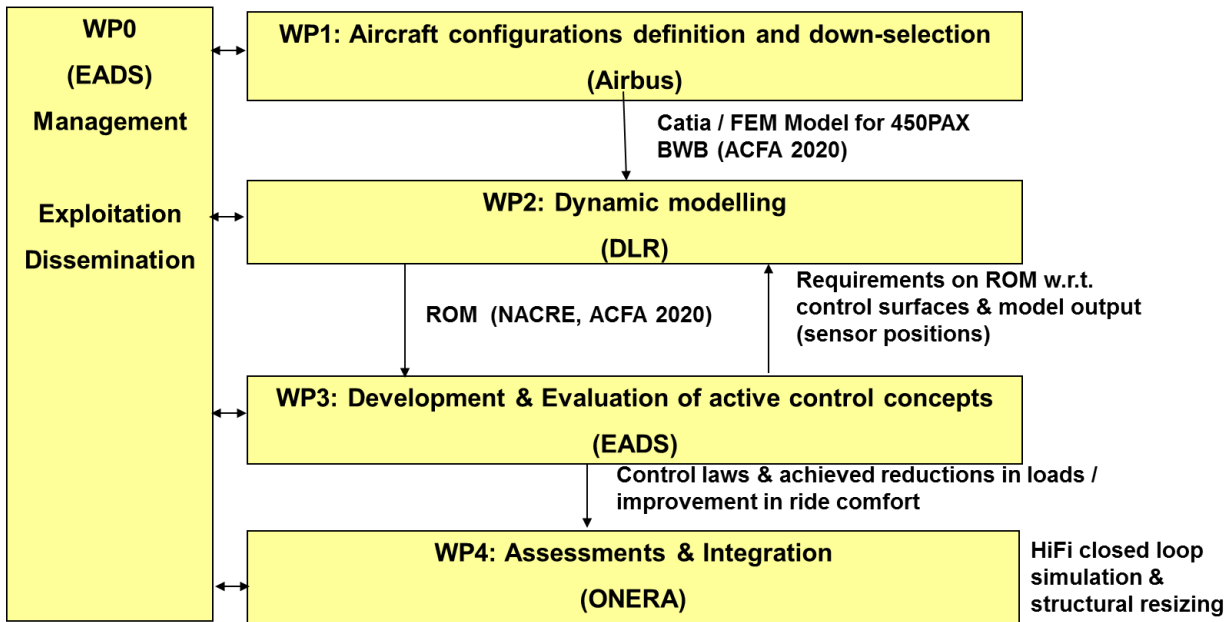 WP0
(EADS)
Management
Exploitation
Dissemination
WP1: Aircraft configurations definition and down-selection
(Airbus)
Catia / FEM Model for 450PAX
BWB (ACFA 2020)
WP2: Dynamic modelling
(DLR)
ROM (NACRE, ACFA 2020)
Requirements on ROM w.r.t.
control surfaces & model output
(sensor positions)
WP3: Development & Evaluation of active control concepts
(EADS)
Control laws & achieved reductions in loads /
improvement in ride comfort
WP4: Assessments & Integration
(ONERA)
HiFi closed loop
simulation &
structural resizing